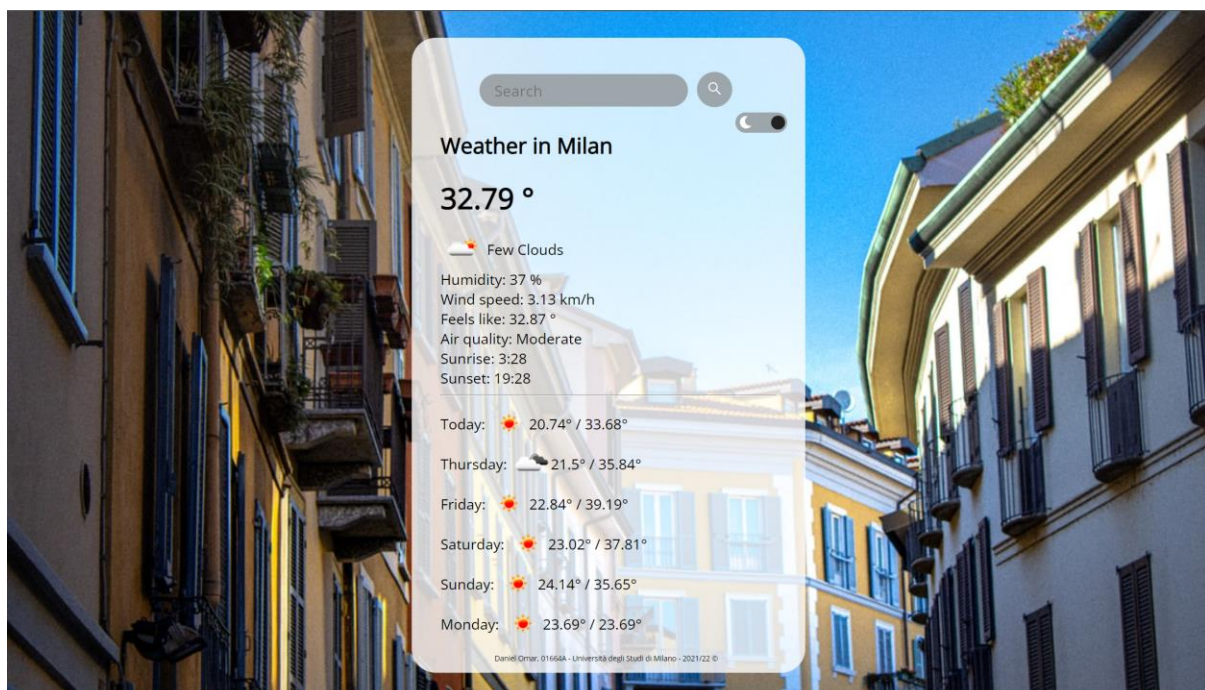 Search
Weather in Milan
32.79 °
Few Clouds
Humidity: 37 %
Wind speed: 3.13 km/h
Feels like: 32.87 °
Air quality: Moderate
Sunrise: 3:28
Sunset: 19:28
Today: 20.74° / 33.68°
Thursday: 21.5° / 35.84°
Friday: 22.84° / 39.19°
Saturday: 23.02° / 37.81°
Sunday: 24.14° / 35.65°
Monday: 23.69° / 23.69°
Daniel Omar. 01664A - Università degli Studi di Milano - 2021/22 ©